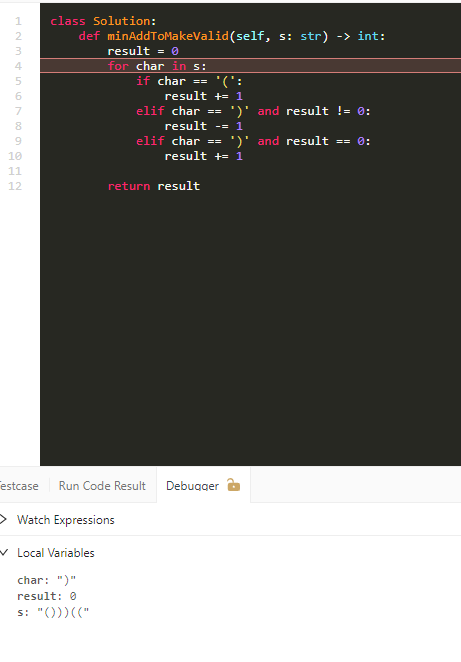 1 class Solution:
2     def minAddToMakeValid(self, s: str) -> int:
3         result = 0
4         for char in s:
5             if char == '(':
6                 result += 1
7             elif char == ')' and result != 0:
8                 result -= 1
9             elif char == ')' and result == 0:
10                 result += 1
11
12         return result
estcase Run Code Result Debugger
Watch Expressions
Local Variables
char: ")"
result: 0
s: "()))(("